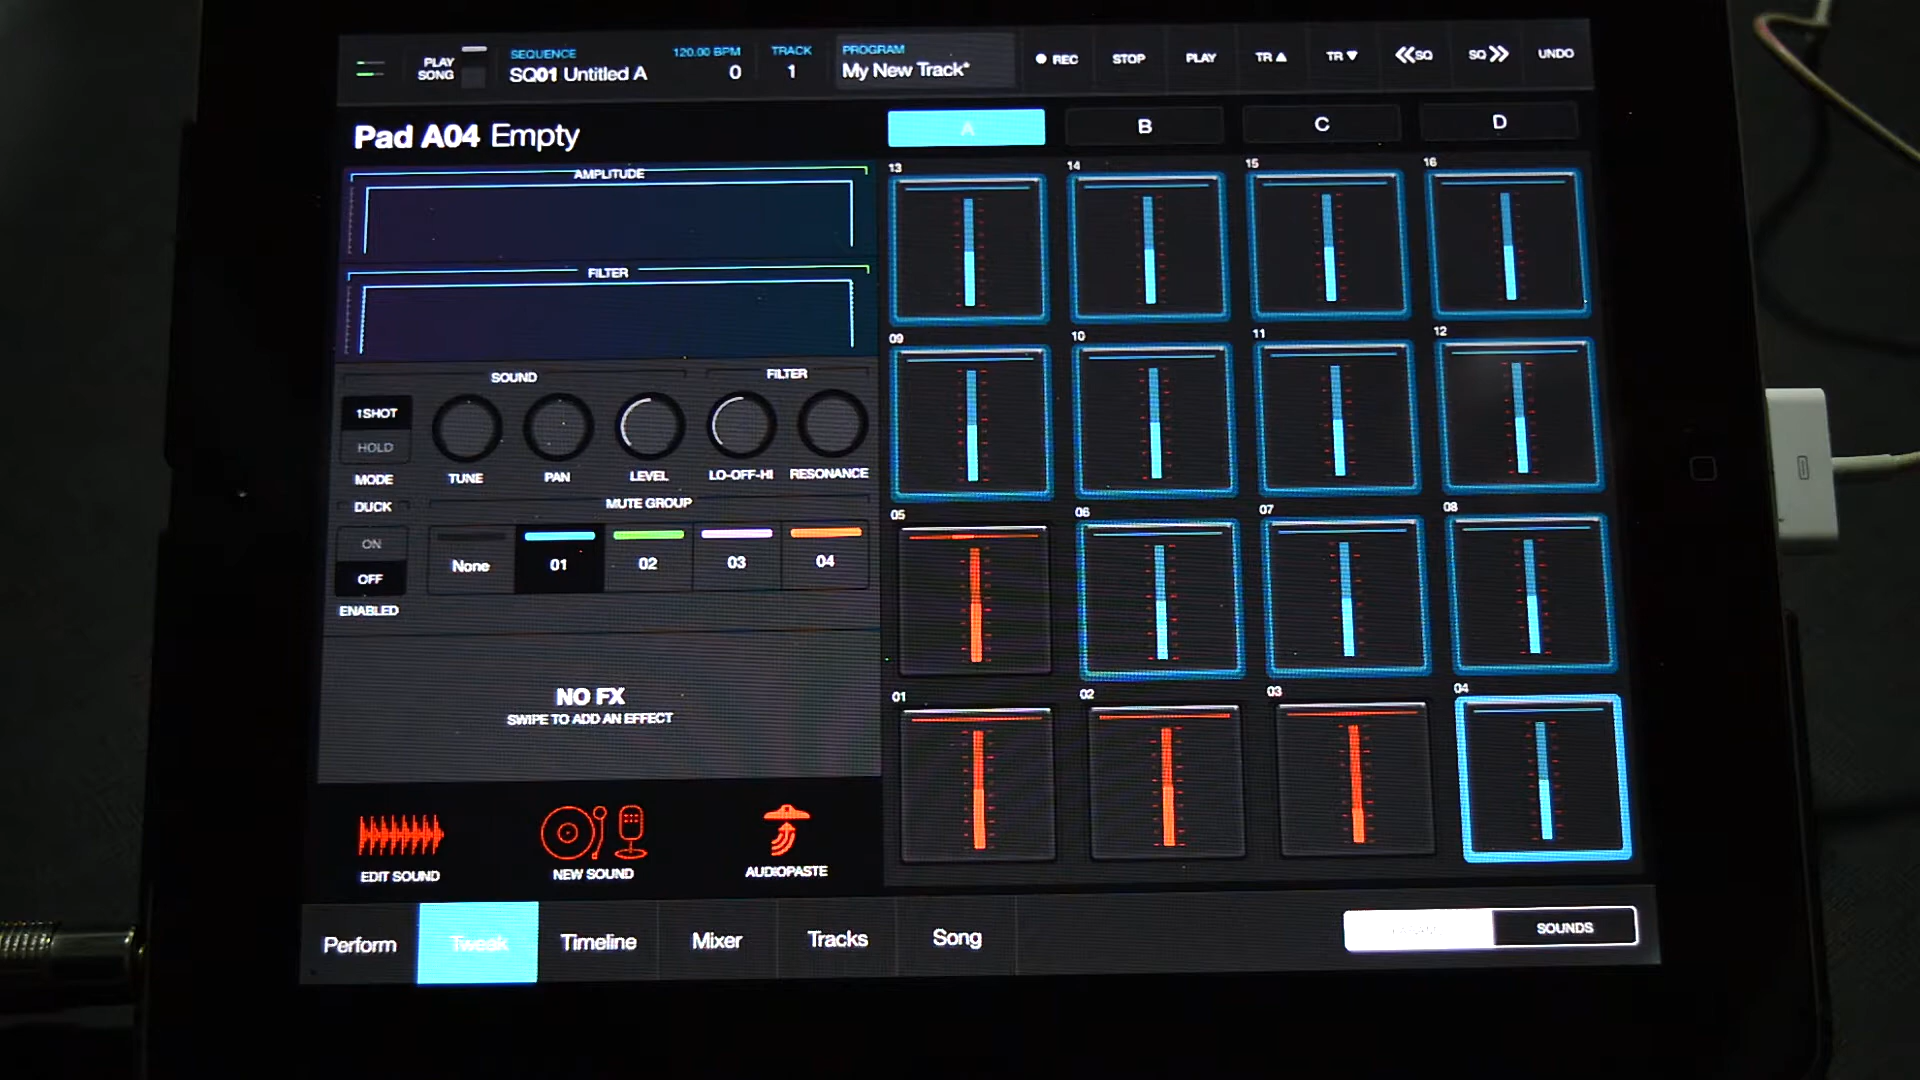 PLAY SONG
SEQUENCE
SQ01 Untitled A
120.00 BPM
0
TRACK
1
PROGRAM
My New Track*
REC
STOP
PLAY
TR
TR
SQ
SQ
UNDO
Pad A04 Empty
A
B
C
D
AMPLITUDE
FILTER
SOUND
FILTER
1SHOT
HOLD
MODE
TUNE
PAN
LEVEL
LO-OFF-HI
RESONANCE
DUCK
ON
OFF
ENABLED
MUTE GROUP
None
01
02
03
04
NO FX
SWIPE TO ADD AN EFFECT
EDIT SOUND
NEW SOUND
AUDIOPASTE
13
14
15
16
09
10
11
12
05
06
07
08
01
02
03
04
Perform
Tweak
Timeline
Mixer
Tracks
Song
SOUNDS